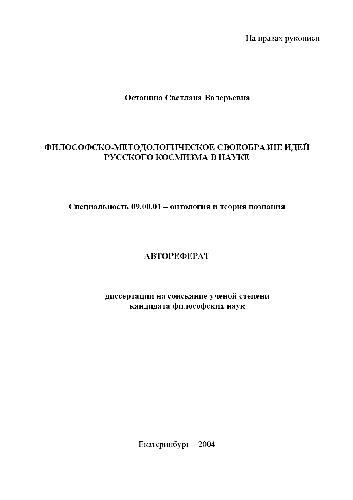 На правах рукописи
Останина Светлана Валерьевна
ФИЛОСОФСКО-МЕТОДОЛОГИЧЕСКОЕ СВОЕОБРАЗИЕ ИДЕЙ
РУССКОГО КОСМИЗМА В НАУКЕ
Специальность 09.00.01 – онтология и теория познания
АВТОРЕФЕРАТ
диссертации на соискание ученой степени
кандидата философских наук
Екатеринбург – 2004